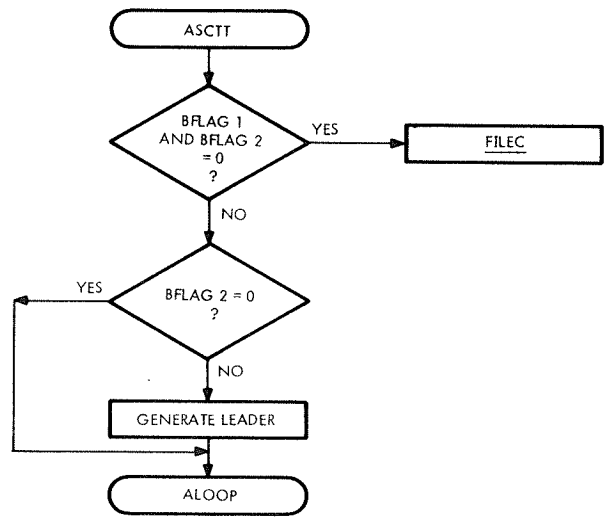 ASCTT
BFLAG 1
AND BFLAG 2
= 0
?
YES
FILEC
NO
YES
BFLAG 2 = 0
?
NO
GENERATE LEADER
ALOOP